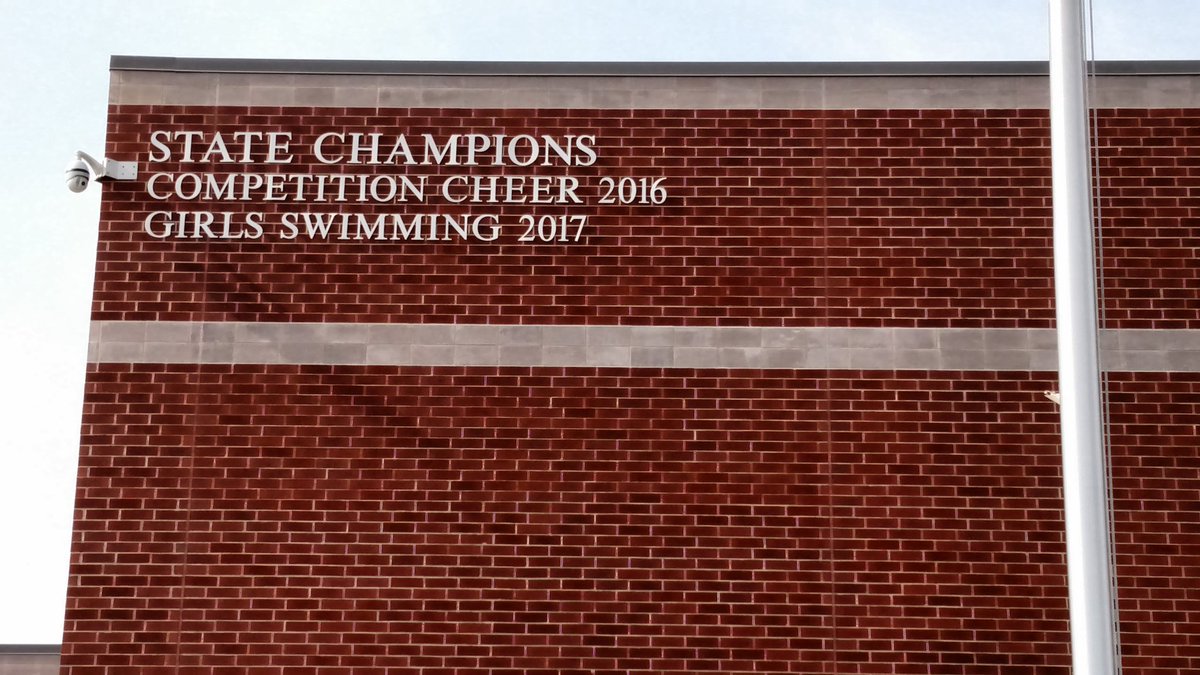 STATE CHAMPIONS
COMPETITION CHEER 2016
GIRLS SWIMMING 2017